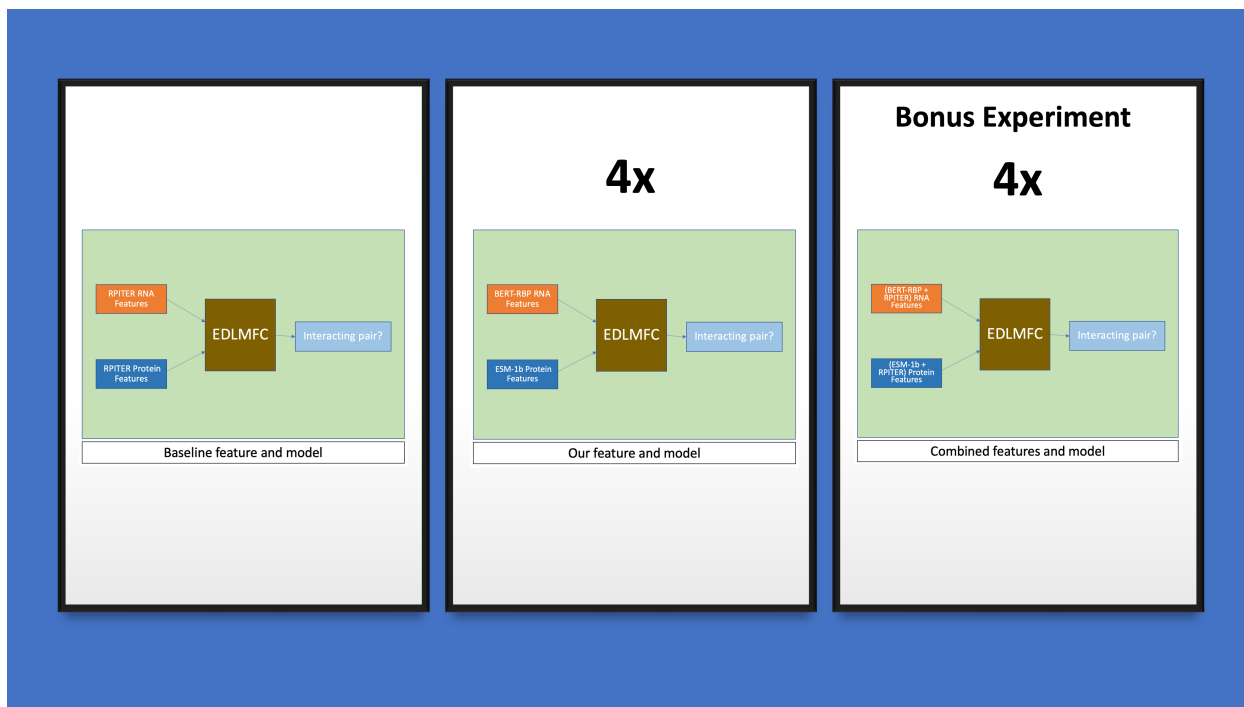 RPITER RNA
Features
RPITER Protein
Features
EDLMFC
Interacting pair?
Baseline feature and model
4x
BERT-RBP RNA
Features
ESM-1b Protein
Features
EDLMFC
Interacting pair?
Our feature and model
Bonus Experiment
4x
(BERT-RBP +
RPITER) RNA
Features
(ESM-1b +
RPITER) Protein
Features
EDLMFC
Interacting pair?
Combined features and model